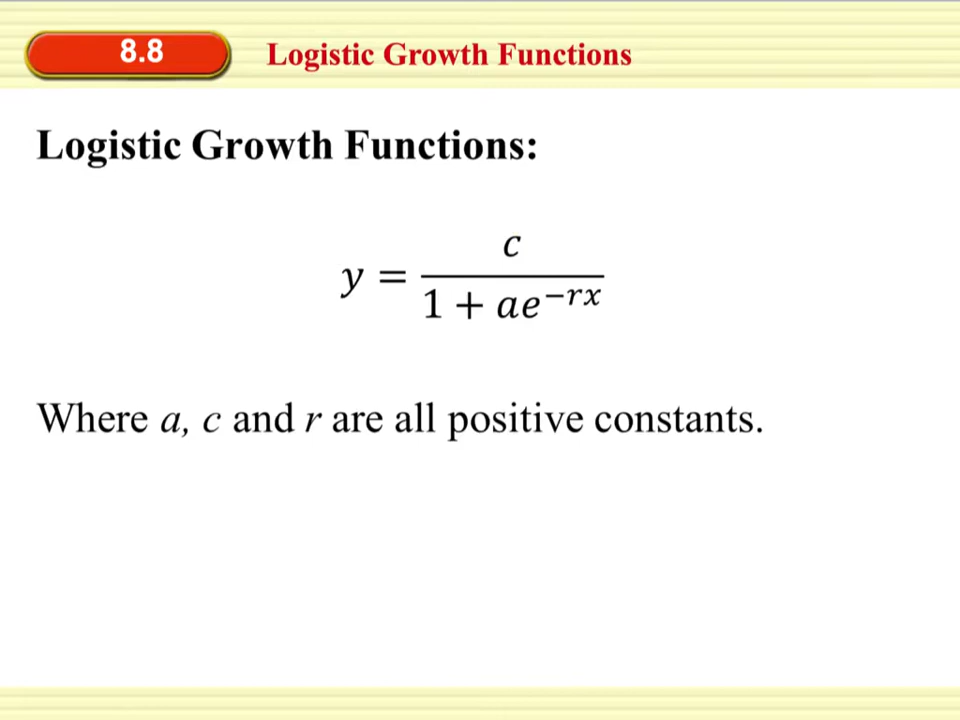 8.8
Logistic Growth Functions
Logistic Growth Functions:
y = c / (1 + ae^{-rx})
Where a, c and r are all positive constants.